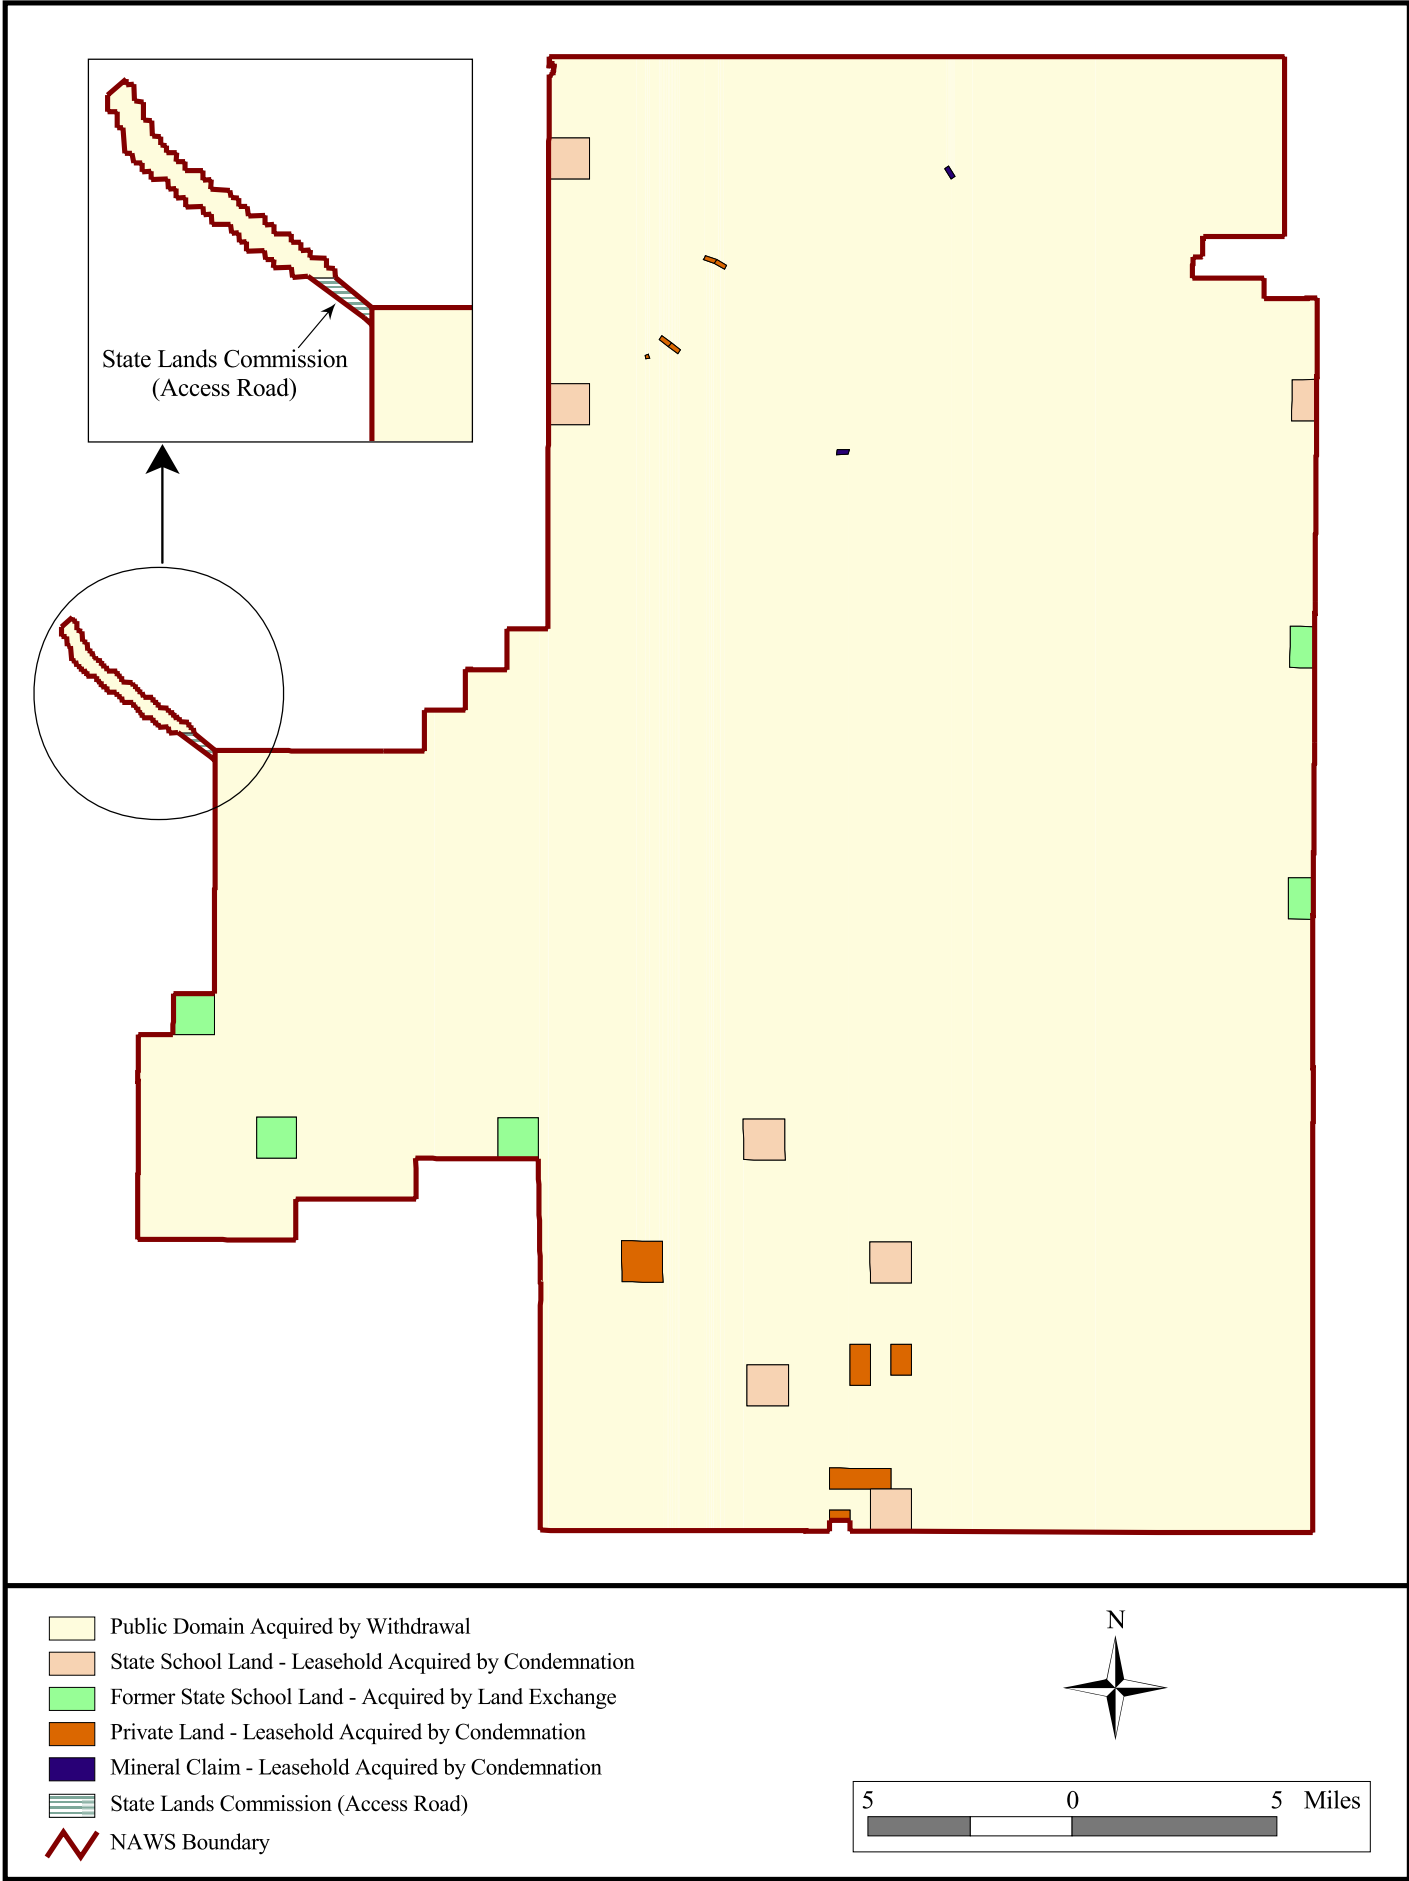 State Lands Commission
(Access Road)
Public Domain Acquired by Withdrawal
State School Land - Leasehold Acquired by Condemnation
Former State School Land - Acquired by Land Exchange
Private Land - Leasehold Acquired by Condemnation
Mineral Claim - Leasehold Acquired by Condemnation
State Lands Commission (Access Road)
NAWS Boundary
N
5 0 5 Miles